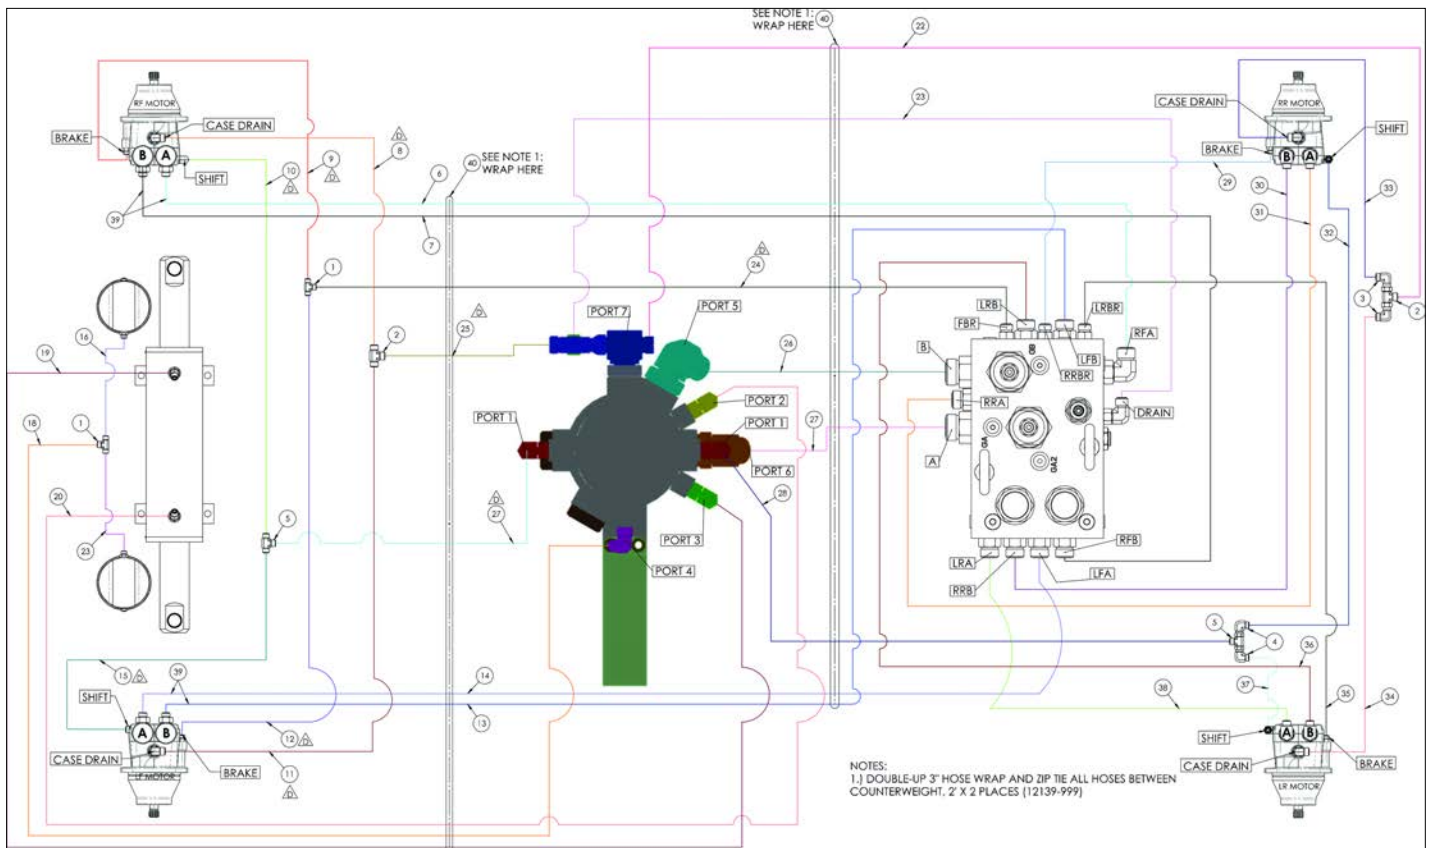 SEE NOTE 1:
WRAP HERE
40
22
RF MOTOR
CASE DRAIN
BRAKE
B
A
SHIFT
D
8
9
D
10
D
39
6
7
SEE NOTE 1:
WRAP HERE
40
23
CASE DRAIN
RR MOTOR
SHIFT
BRAKE
B
A
29
30
31
32
33
1
D
24
D
25
2
PORT 7
PORT 5
26
LRB
LRBR
FBR
RFA
B
LFB
RRBR
RRA
DRAIN
A
GB
GA
GA2
3
2
16
19
18
1
20
23
PORT 1
PORT 2
PORT 1
27
PORT 6
28
D
27
5
PORT 3
PORT 4
LRA
RFB
RRB
LFA
5
4
36
37
38
35
34
15
D
39
14
13
SHIFT
A
B
12
D
CASE DRAIN
BRAKE
11
D
LF MOTOR
SHIFT
A
B
CASE DRAIN
BRAKE
LR MOTOR
NOTES:
1.) DOUBLE-UP 3" HOSE WRAP AND ZIP TIE ALL HOSES BETWEEN
COUNTERWEIGHT. 2' X 2 PLACES (12139-999)